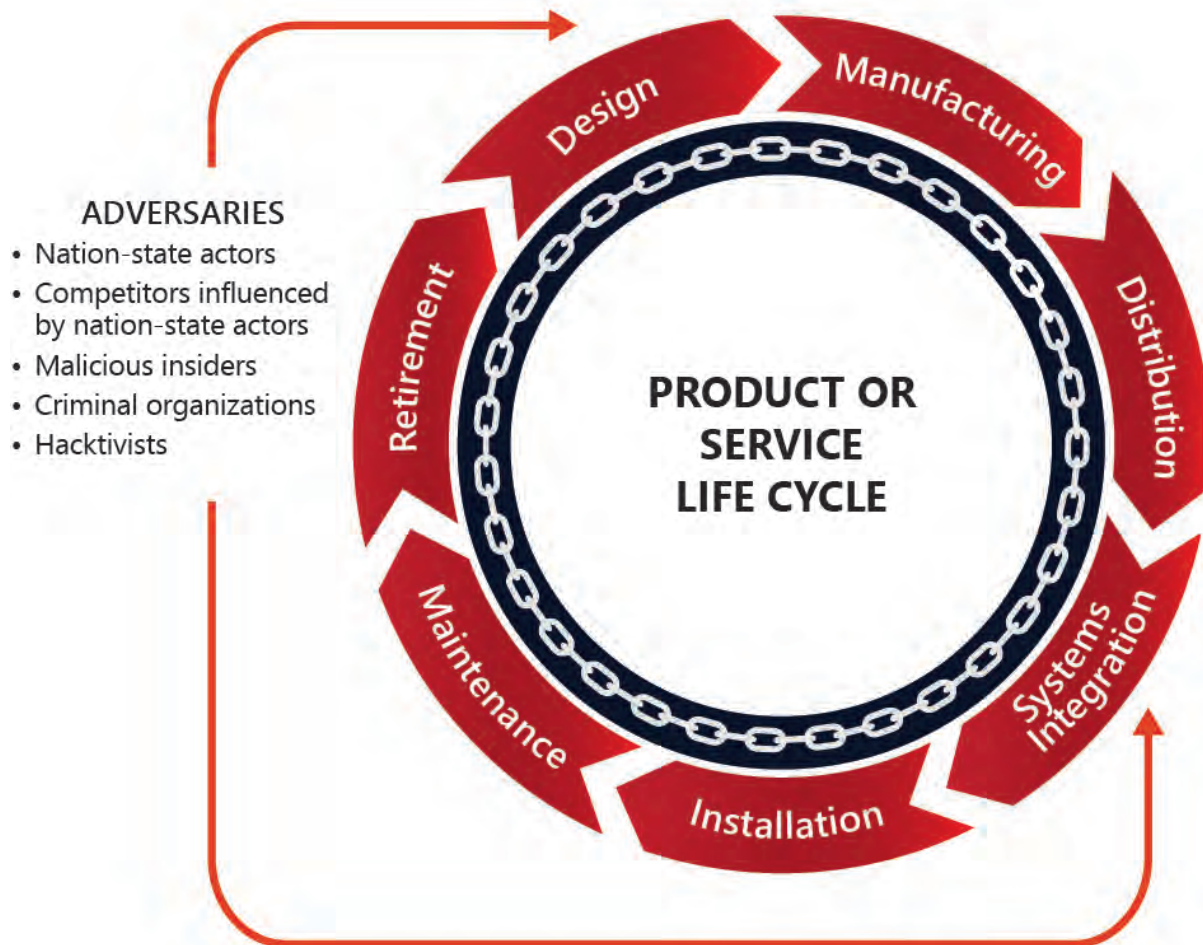 ADVERSARIES
• Nation-state actors
• Competitors influenced
by nation-state actors
• Malicious insiders
• Criminal organizations
• Hacktivists
Design
Manufacturing
Distribution
Systems
Integration
Installation
Maintenance
Retirement
PRODUCT OR
SERVICE
LIFE CYCLE